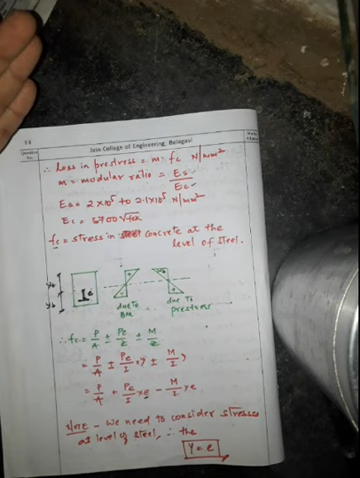 Jain College of Engineering, Belagavi
∴ Loss in prestress = m · fc N/mm²
m = modular ratio = Es/Ec
Es = 2 × 10⁵ to 2.1 × 10⁵ N/mm²
Ec = 5700 √fck
fc = stress in concrete at the
level of steel.
due to
BM
due to
prestress
∴ fc = P/A ± Pe/Z ± M/Z
= P/A ± Pe/I × y ± M/I y
= P/A + Pe/I × e - M/I × e
Note - We need to consider stresses
at level of steel, ∴ the
y = e